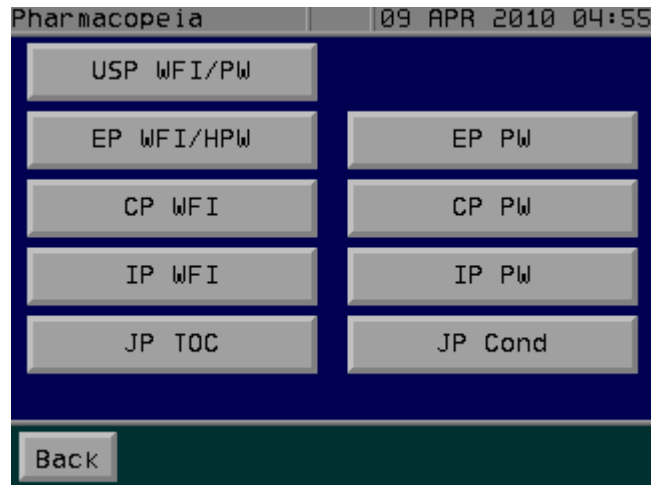 Pharmacopeia 09 APR 2010 04:55
USP WFI/PW
EP WFI/HPW EP PW
CP WFI CP PW
IP WFI IP PW
JP TOC JP Cond
Back